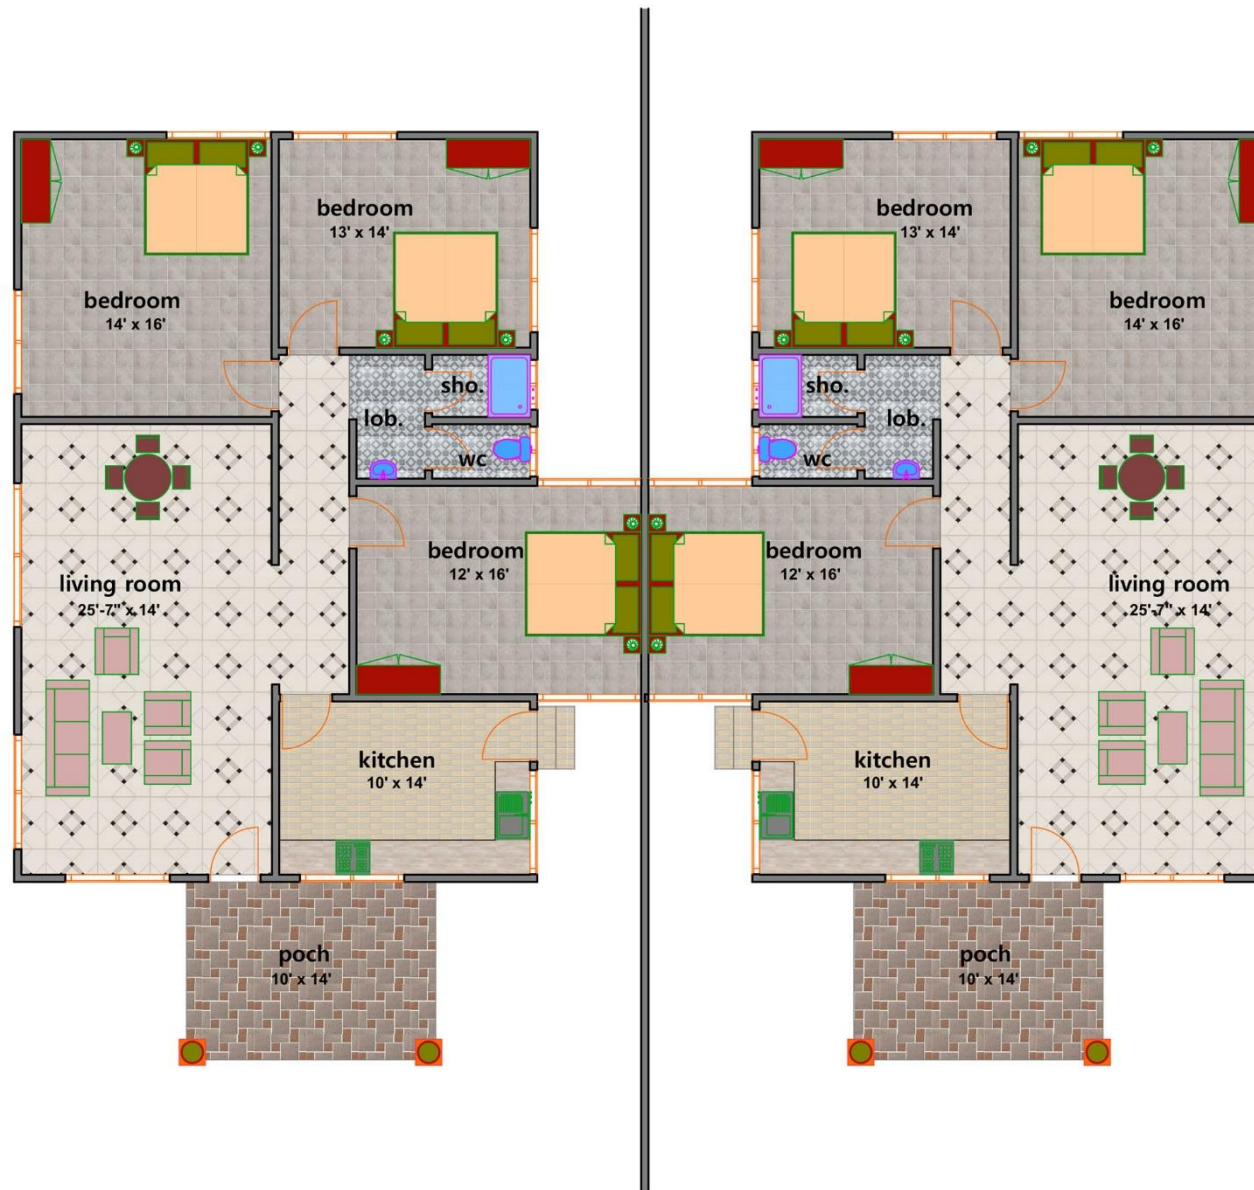 bedroom
13' x 14'
bedroom
14' x 16'
sho.
lob.
wc
bedroom
12' x 16'
living room
25'-7" x 14'
kitchen
10' x 14'
poch
10' x 14'
bedroom
13' x 14'
bedroom
14' x 16'
sho.
lob.
wc
bedroom
12' x 16'
living room
25'-7" x 14'
kitchen
10' x 14'
poch
10' x 14'